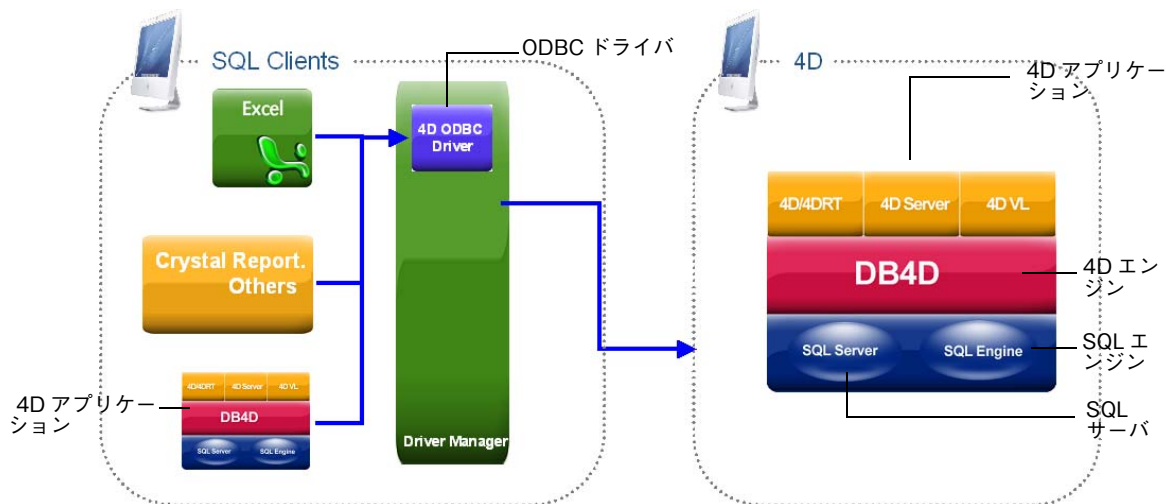 ODBC ドライバ
SQL Clients
Excel
4D ODBC
Driver
Crystal Report.
Others
4D/4DRT
4D Server
4D VL
DB4D
SQL Server
SQL Engine
4D アプリケー
ション
Driver Manager
4D
4D アプリケー
ション
4D/4DRT
4D Server
4D VL
DB4D
4D エン
ジン
SQL Server
SQL Engine
SQL エ
ンジン
SQL
サーバ